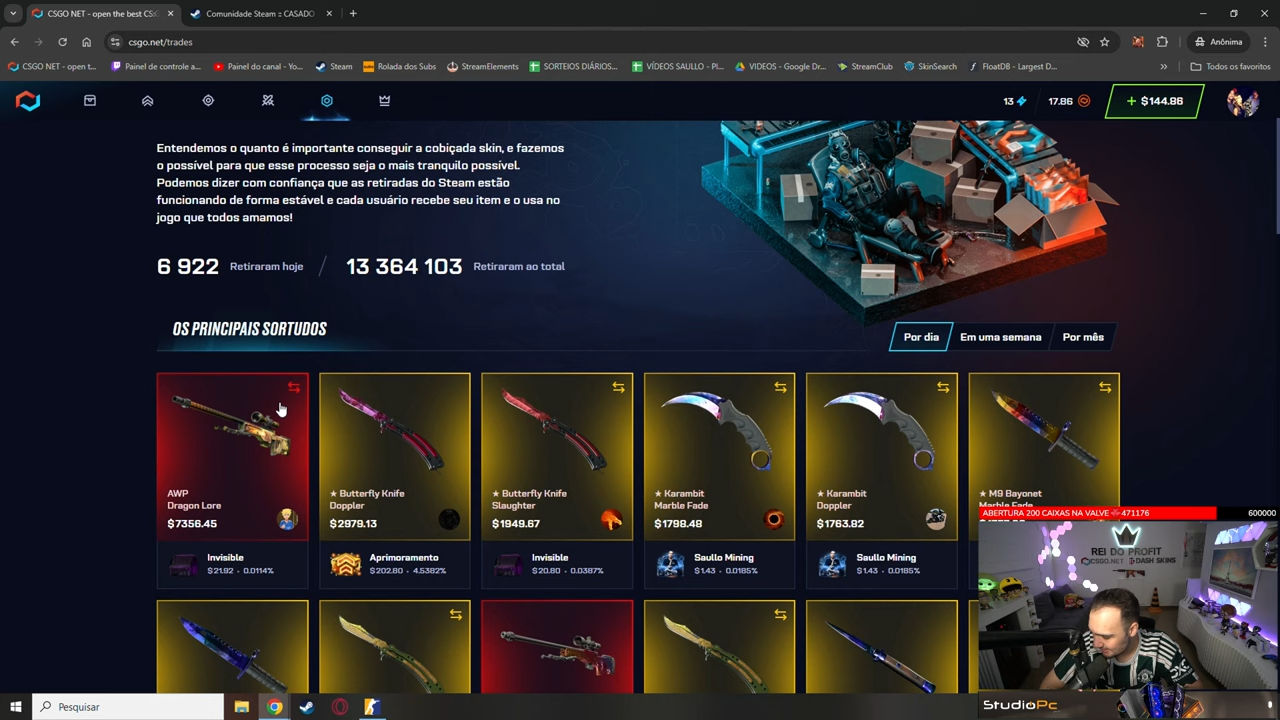 CSGO NET - open the best CS:
Comunidade Steam :: CASADO
csgo.net/trades
Anônima
CSGO NET - open t...
Painel de controle a...
Painel do canal - Yo...
Steam
Rolada dos Subs
StreamElements
SORTEIOS DIÁRIOS...
VÍDEOS SAULLO - Pl...
VIDEOS - Google Dr...
StreamClub
SkinSearch
FloatDB - Largest D...
»
Todos os favoritos
13
17.86
+ $144.86
Entendemos o quanto é importante conseguir a cobiçada skin, e fazemos
o possível para que esse processo seja o mais tranquilo possível.
Podemos dizer com confiança que as retiradas do Steam estão
funcionando de forma estável e cada usuário recebe seu item e o usa no
jogo que todos amamos!
6 922 Retiraram hoje / 13 364 103 Retiraram ao total
OS PRINCIPAIS SORTUDOS
Por dia
Em uma semana
Por mês
AWP
Dragon Lore
$7356.45
★ Butterfly Knife
Doppler
$2979.13
★ Butterfly Knife
Slaughter
$1949.67
★ Karambit
Marble Fade
$1798.48
★ Karambit
Doppler
$1763.82
★ M9 Bayonet
Marble Fade
Invisible
$21.92 · 0.0114%
Aprimoramento
$202.80 · 4.5382%
Invisible
$20.80 · 0.0387%
Saullo Mining
$1.43 · 0.0185%
Saullo Mining
$1.43 · 0.0185%
ABERTURA 200 CAIXAS NA VALVE
471176
600000
REI DO PROFIT
CSGO.NET
DASH SKINS
StudioPc
Pesquisar